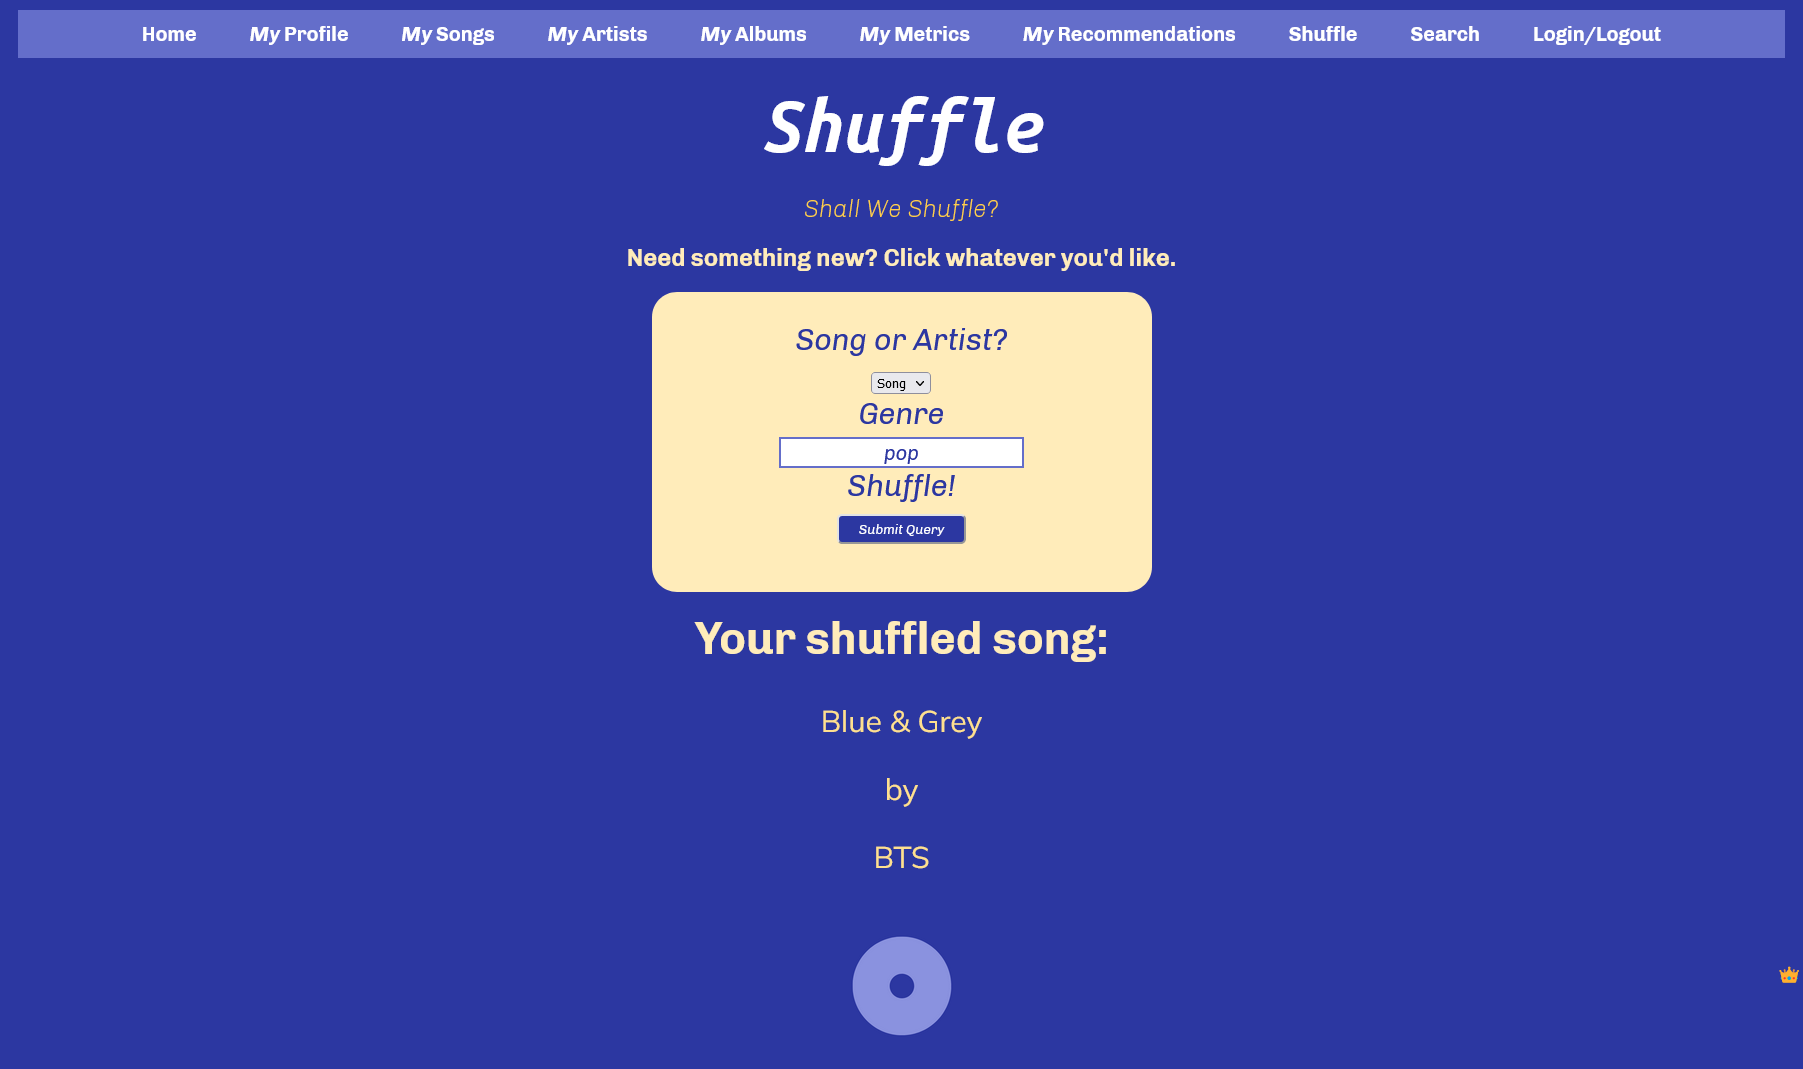 Home My Profile My Songs My Artists My Albums My Metrics My Recommendations Shuffle Search Login/Logout
Shuffle
Shall We Shuffle?
Need something new? Click whatever you'd like.
Song or Artist?
Song
Genre
pop
Shuffle!
Submit Query
Your shuffled song:
Blue & Grey
by
BTS